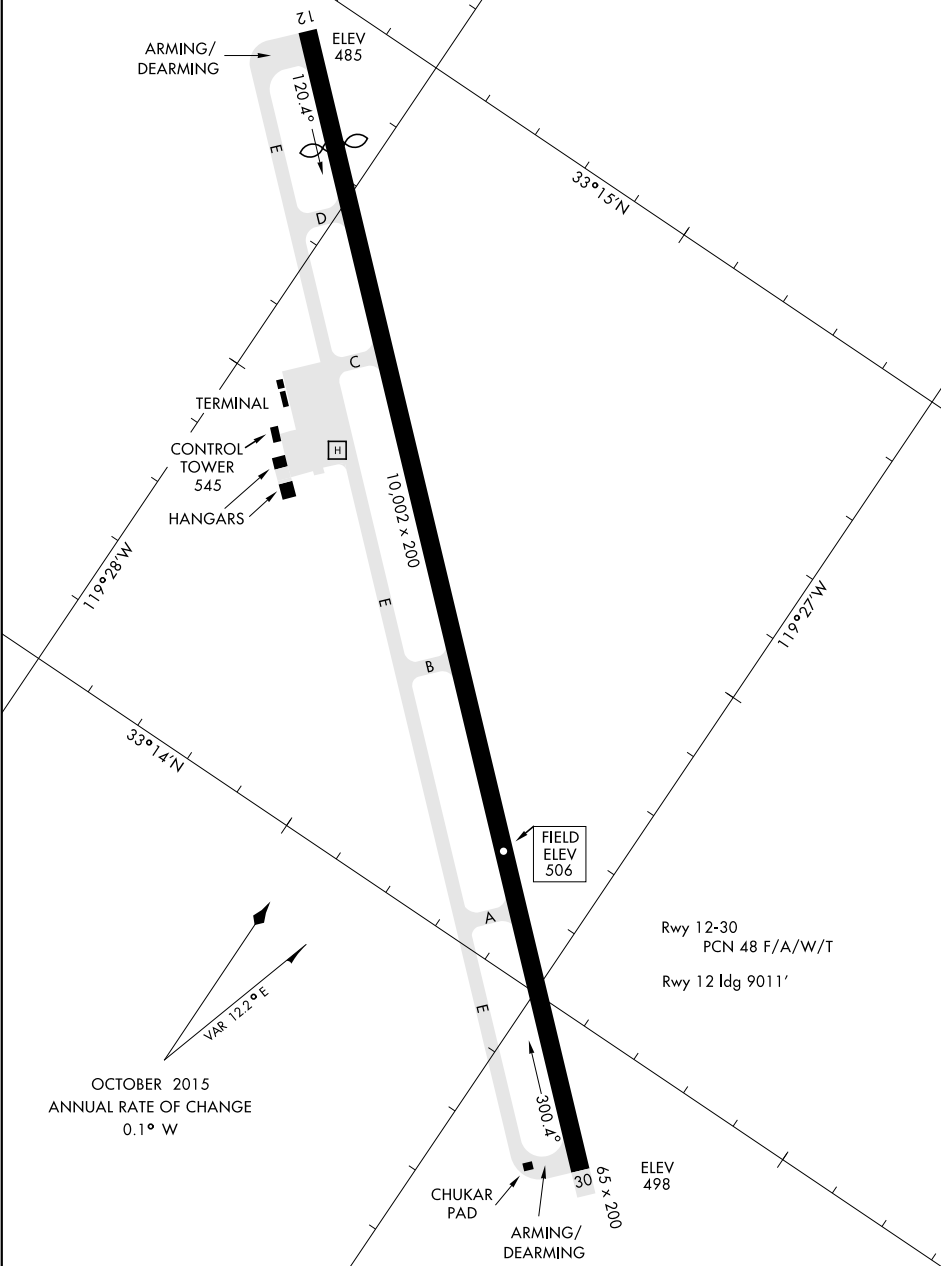 12
ELEV
485
ARMING/
DEARMING
120.4°
E
33°15'N
D
C
TERMINAL
CONTROL
TOWER
545
H
HANGARS
10,002 x 200
119°28'W
E
119°27'W
B
33°14'N
FIELD
ELEV
506
A
Rwy 12-30
PCN 48 F/A/W/T
Rwy 12 ldg 9011'
VAR 12.2° E
E
OCTOBER 2015
ANNUAL RATE OF CHANGE
0.1° W
300.4°
30
65 x 200
ELEV
498
CHUKAR
PAD
ARMING/
DEARMING